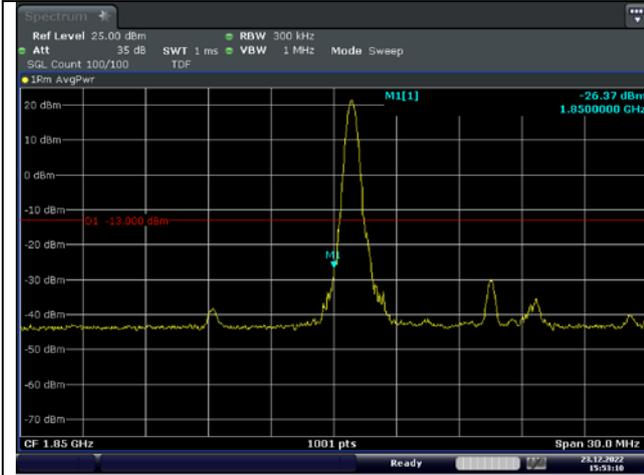 Spectrum
Ref Level 25.00 dBm RBW 300 kHz
Att 35 dB SWT 1 ms VBW 1 MHz Mode Sweep
SGL Count 100/100 TDF
1Rm AvgPwr
M1[1] -26.37 dBm
1.8500000 GHz
20 dBm
10 dBm
0 dBm
-10 dBm
D1 -13.000 dBm
-20 dBm
M1
-30 dBm
-40 dBm
-50 dBm
-60 dBm
-70 dBm
CF 1.85 GHz 1001 pts Span 30.0 MHz
Ready 23.12.2022
15:53:10